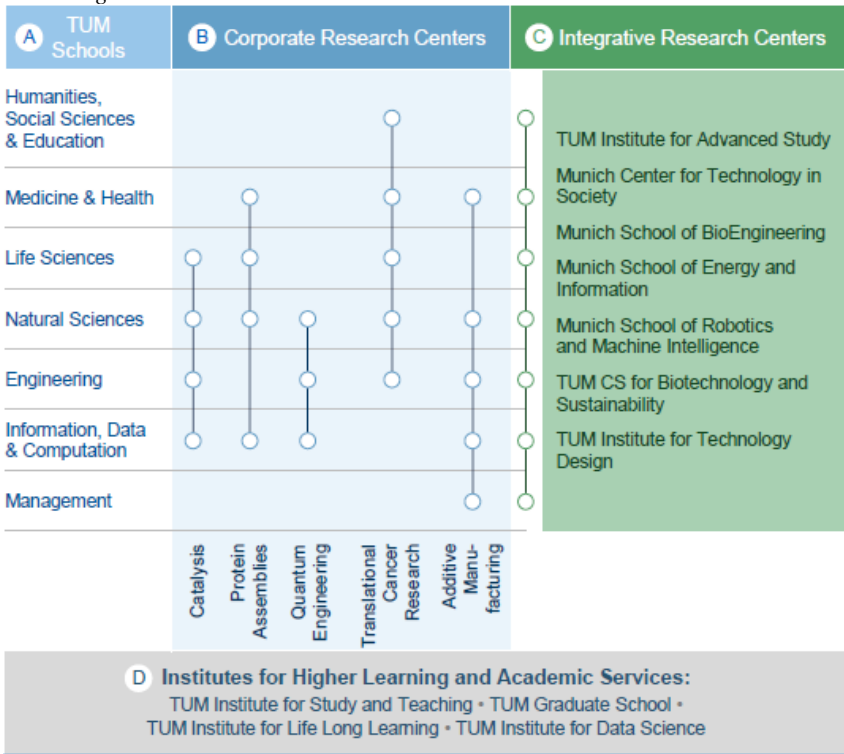 A TUM
Schools
B Corporate Research Centers
C Integrative Research Centers
Humanities,
Social Sciences
& Education
Medicine & Health
Life Sciences
Natural Sciences
Engineering
Information, Data
& Computation
Management
TUM Institute for Advanced Study
Munich Center for Technology in
Society
Munich School of BioEngineering
Munich School of Energy and
Information
Munich School of Robotics
and Machine Intelligence
TUM CS for Biotechnology and
Sustainability
TUM Institute for Technology
Design
Catalysis
Protein
Assemblies
Quantum
Engineering
Translational
Cancer
Research
Additive
Manu-
facturing
D Institutes for Higher Learning and Academic Services:
TUM Institute for Study and Teaching • TUM Graduate School •
TUM Institute for Life Long Learning • TUM Institute for Data Science